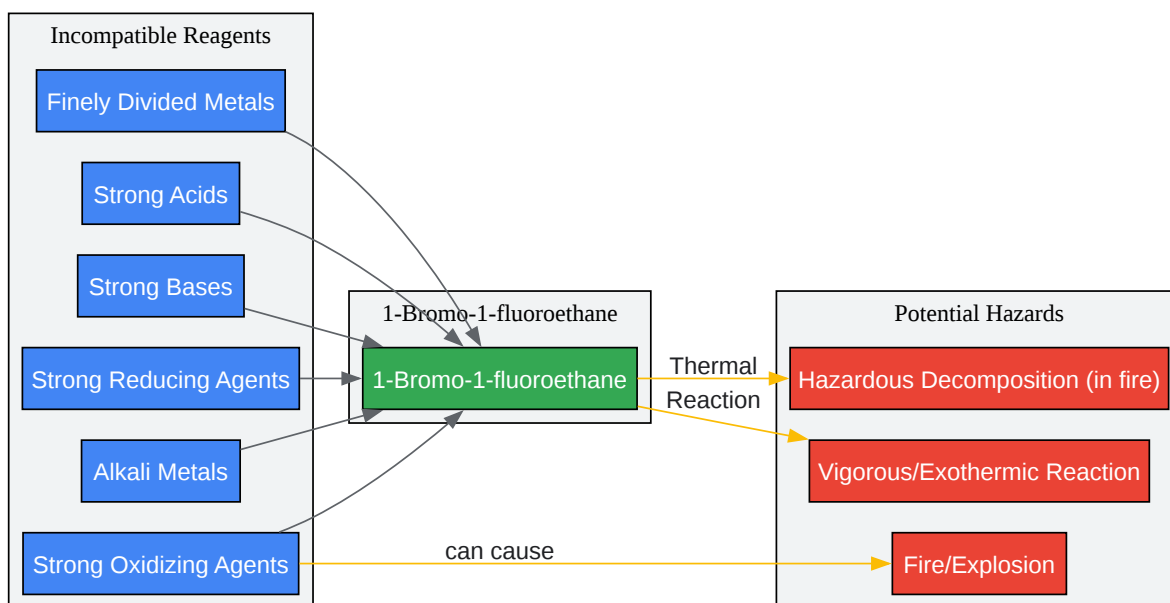 Incompatible Reagents
Finely Divided Metals
Strong Acids
Strong Bases
Strong Reducing Agents
Alkali Metals
Strong Oxidizing Agents
1-Bromo-1-fluoroethane
1-Bromo-1-fluoroethane
Thermal
Reaction
can cause
Potential Hazards
Hazardous Decomposition (in fire)
Vigorous/Exothermic Reaction
Fire/Explosion